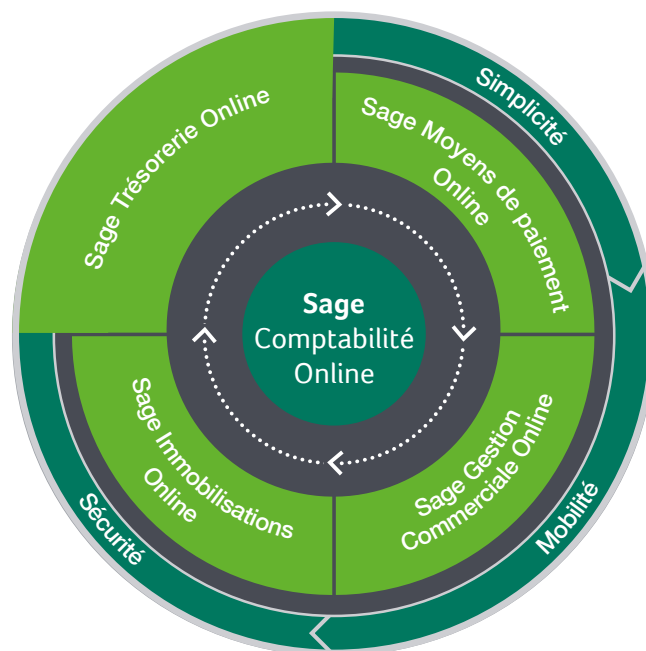 Sage Trésorerie Online
Simplicité
Sage Moyens de paiement
Online
Sage
Comptabilité
Online
Sage Immobilisations
Online
Sage Gestion
Commerciale Online
Sécurité
Mobilité